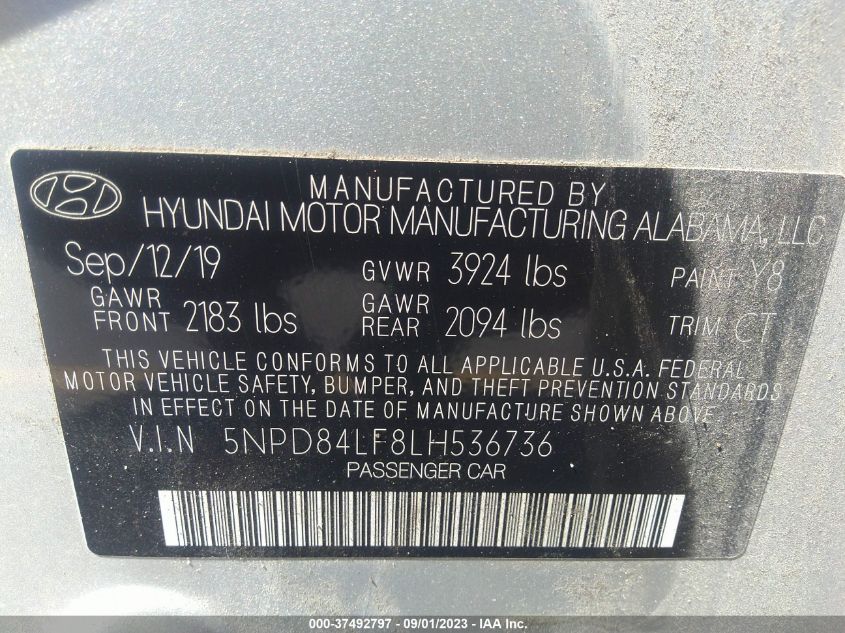 MANUFACTURED BY
HYUNDAI MOTOR MANUFACTURING ALABAMA, LLC
Sep/12/19 GVWR 3924 lbs PAINT Y8
GAWR FRONT 2183 lbs GAWR REAR 2094 lbs TRIM CT
THIS VEHICLE CONFORMS TO ALL APPLICABLE U.S.A. FEDERAL
MOTOR VEHICLE SAFETY, BUMPER, AND THEFT PREVENTION STANDARDS
IN EFFECT ON THE DATE OF MANUFACTURE SHOWN ABOVE.
V.I.N 5NPD84LF8LH536736
PASSENGER CAR
000-37492797 - 09/01/2023 - IAA Inc.